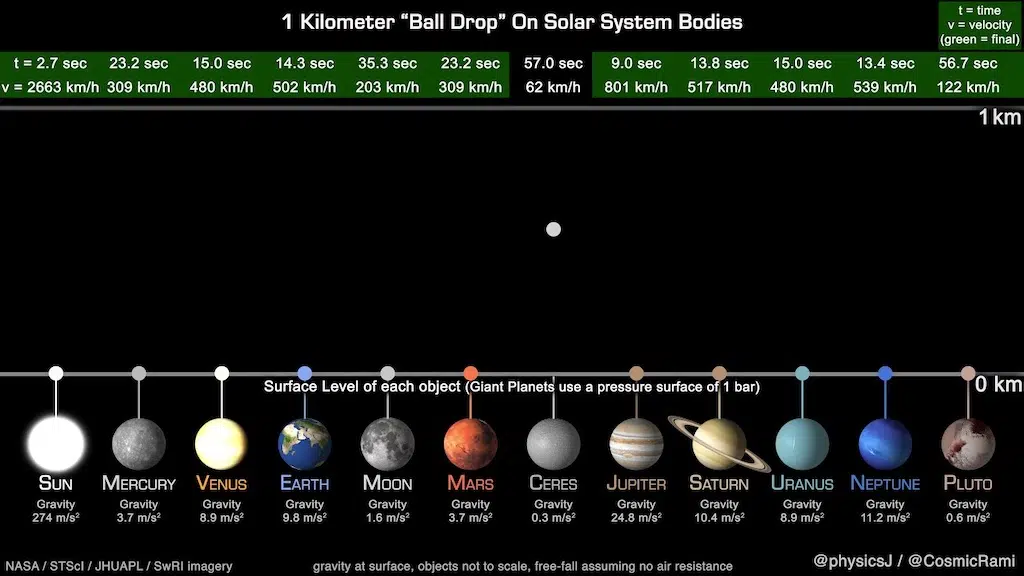 1 Kilometer “Ball Drop” On Solar System Bodies
t = time
v = velocity
(green = final)
t = 2.7 sec 23.2 sec 15.0 sec 14.3 sec 35.3 sec 23.2 sec 57.0 sec 9.0 sec 13.8 sec 15.0 sec 13.4 sec 56.7 sec
v = 2663 km/h 309 km/h 480 km/h 502 km/h 203 km/h 309 km/h 62 km/h 801 km/h 517 km/h 480 km/h 539 km/h 122 km/h
1 km
Surface Level of each object (Giant Planets use a pressure surface of 1 bar)
0 km
SUN MERCURY VENUS EARTH MOON MARS CERES JUPITER SATURN URANUS NEPTUNE PLUTO
Gravity Gravity Gravity Gravity Gravity Gravity Gravity Gravity Gravity Gravity Gravity Gravity
274 m/s² 3.7 m/s² 8.9 m/s² 9.8 m/s² 1.6 m/s² 3.7 m/s² 0.3 m/s² 24.8 m/s² 10.4 m/s² 8.9 m/s² 11.2 m/s² 0.6 m/s²
NASA / STScI / JHUAPL / SwRI imagery
gravity at surface, objects not to scale, free-fall assuming no air resistance
@physicsJ / @CosmicRami